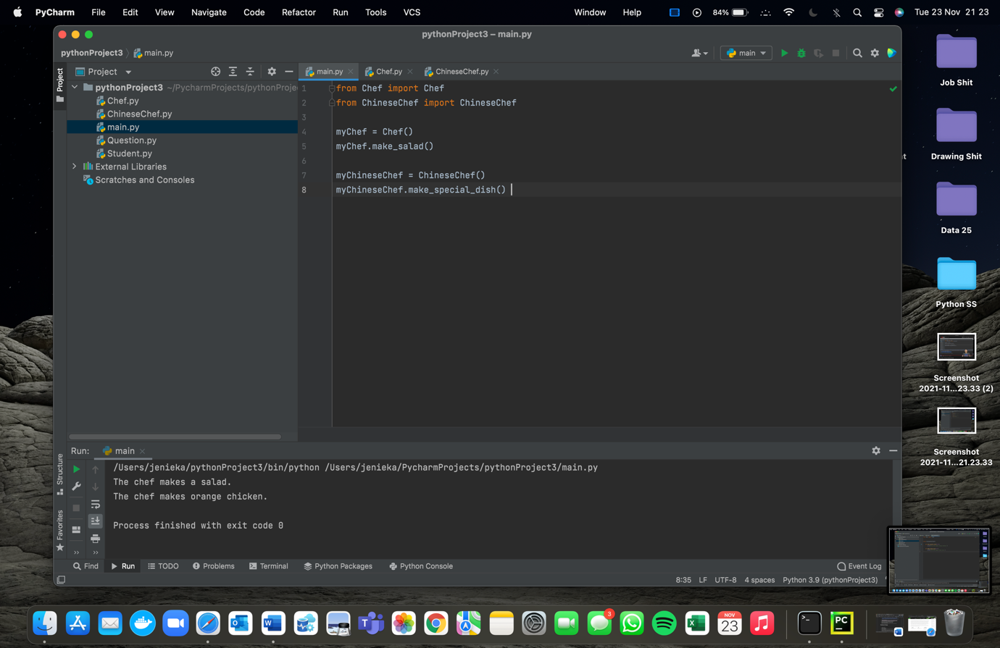 PyCharm File Edit View Navigate Code Refactor Run Tools VCS Window Help 84% Tue 23 Nov 21 23
pythonProject3 – main.py
pythonProject3 main.py main
Project
Project main.py Chef.py ChineseChef.py
pythonProject3 ~/PycharmProjects/pythonProje
Chef.py
ChineseChef.py
main.py
Question.py
Student.py
External Libraries
Scratches and Consoles
1 from Chef import Chef
2 from ChineseChef import ChineseChef
3
4 myChef = Chef()
5 myChef.make_salad()
6
7 myChineseChef = ChineseChef()
8 myChineseChef.make_special_dish()
Job Shit
Drawing Shit
Data 25
Python SS
Screenshot
2021-11...23.33 (2)
Screenshot
2021-11...21.23.33
Structure
Favorites
Run: main
/Users/jenieka/pythonProject3/bin/python /Users/jenieka/PycharmProjects/pythonProject3/main.py
The chef makes a salad.
The chef makes orange chicken.
Process finished with exit code 0
Find Run TODO Problems Terminal Python Packages Python Console Event Log
8:35 LF UTF-8 4 spaces Python 3.9 (pythonProject3)
3
NOV
23
PC